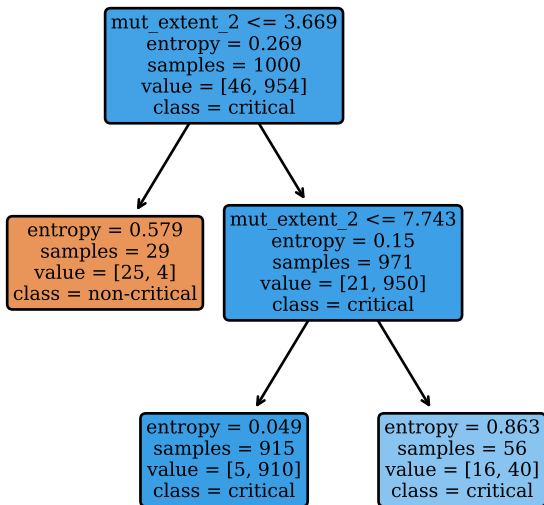 mut_extent_2 <= 3.669
entropy = 0.269
samples = 1000
value = [46, 954]
class = critical
entropy = 0.579
samples = 29
value = [25, 4]
class = non-critical
mut_extent_2 <= 7.743
entropy = 0.15
samples = 971
value = [21, 950]
class = critical
entropy = 0.049
samples = 915
value = [5, 910]
class = critical
entropy = 0.863
samples = 56
value = [16, 40]
class = critical